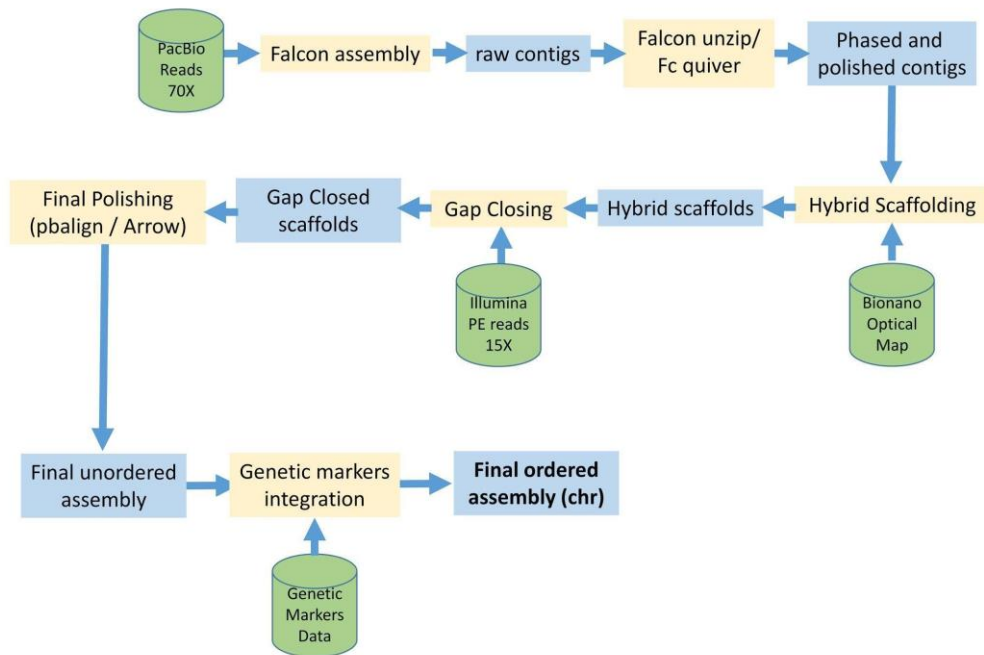 PacBio
Reads
70X
Falcon assembly
raw contigs
Falcon unzip/
Fc quiver
Phased and
polished contigs
Final Polishing
(pbalign / Arrow)
Gap Closed
scaffolds
Gap Closing
Hybrid scaffolds
Hybrid Scaffolding
Illumina
PE reads
15X
Bionano
Optical
Map
Final unordered
assembly
Genetic markers
integration
Final ordered
assembly (chr)
Genetic
Markers
Data